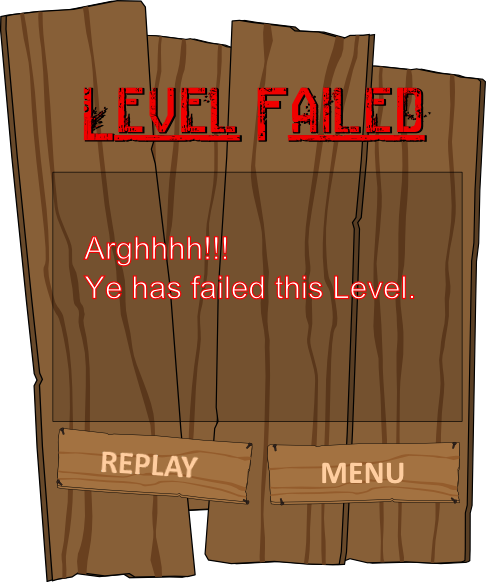 Level Failed
Arghhhh!!!
Ye has failed this Level.
REPLAY
MENU